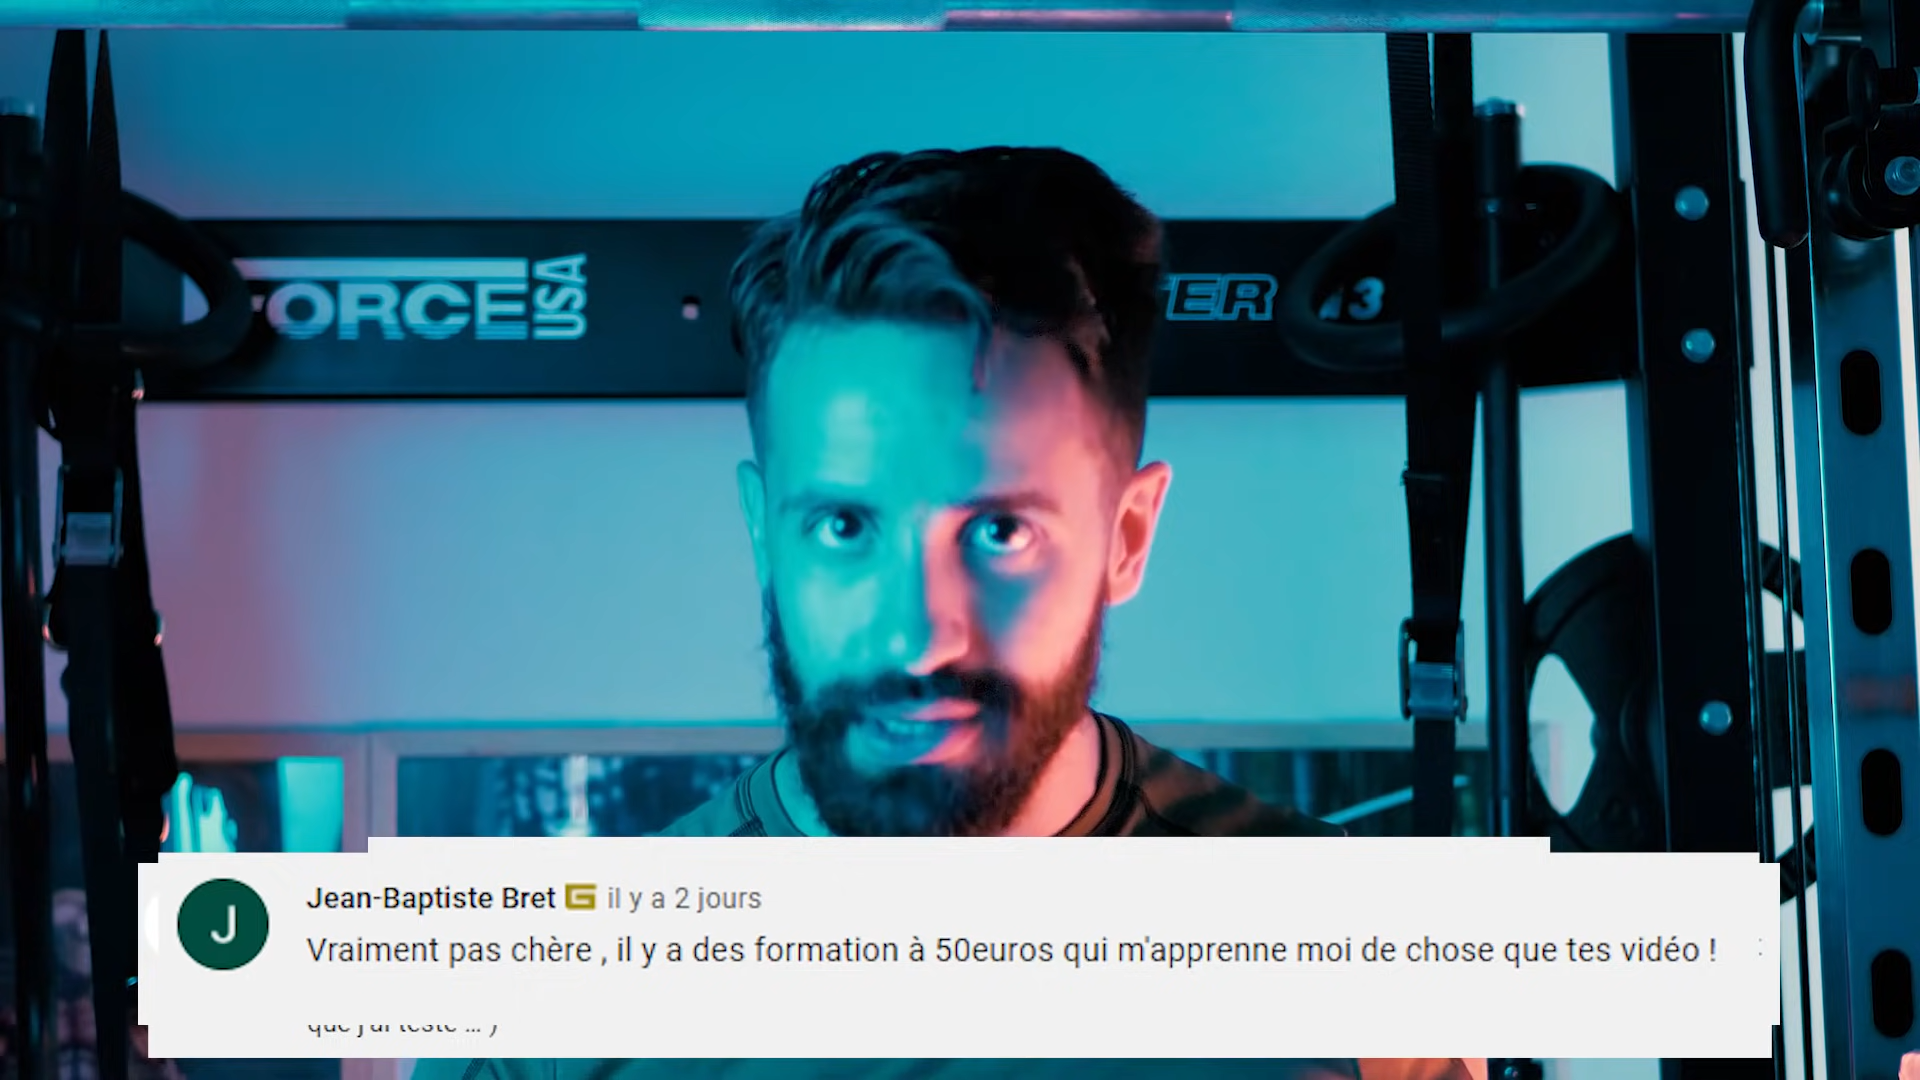 FORCE USA
ER
Jean-Baptiste Bret il y a 2 jours
Vraiment pas chère , il y a des formation à 50euros qui m'apprenne moi de chose que tes vidéo !